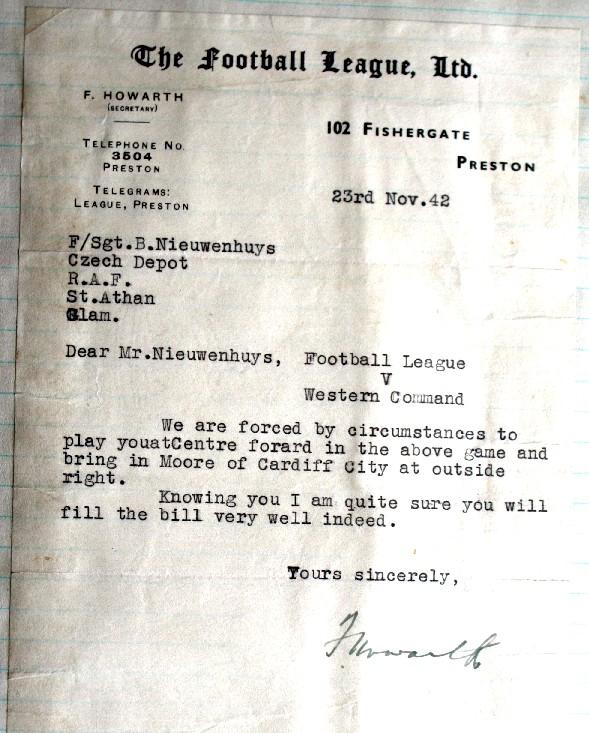 The Football League, Ltd.
F. HOWARTH
(SECRETARY)
TELEPHONE NO.
3504
PRESTON
TELEGRAMS:
LEAGUE, PRESTON
102 FISHERGATE
PRESTON
23rd Nov.42
F/Sgt.B.Nieuwenhuys
Czech Depot
R.A.F.
St.Athan
Glam.
Dear Mr.Nieuwenhuys, Football League
V
Western Command
We are forced by circumstances to
play youatCentre forard in the above game and
bring in Moore of Cardiff City at outside
right.
Knowing you I am quite sure you will
fill the bill very well indeed.
Yours sincerely,
F. Howarth